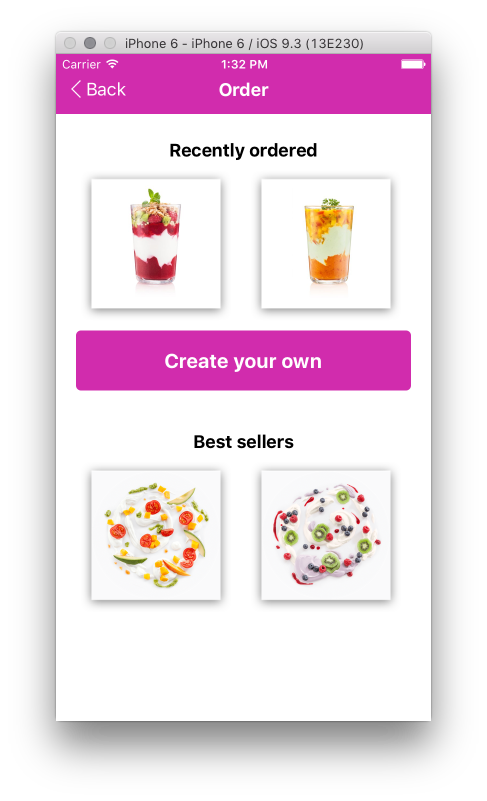 iPhone 6 - iPhone 6 / iOS 9.3 (13E230)
Carrier 1:32 PM
Back Order
Recently ordered
Create your own
Best sellers